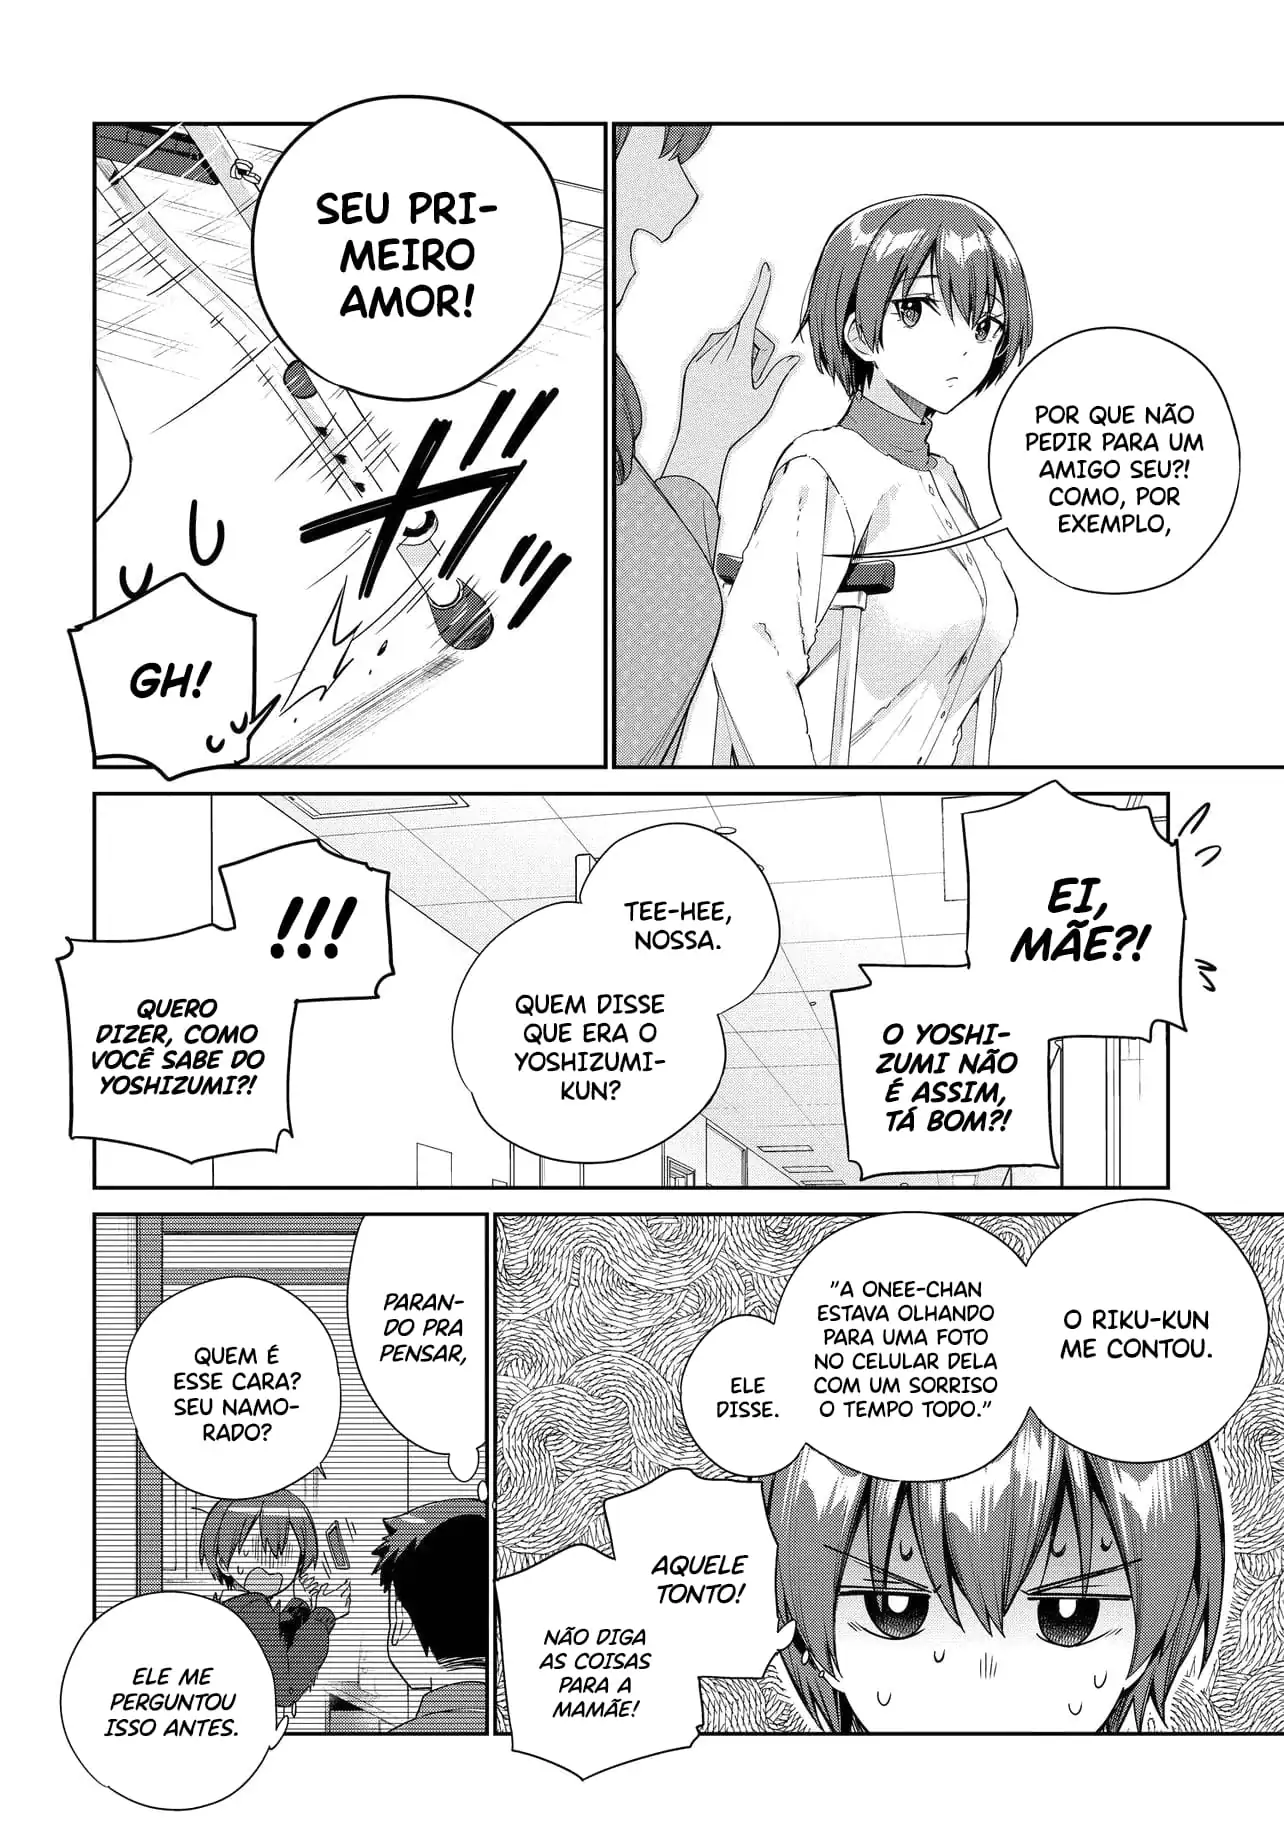 POR QUE NÃO
PEDIR PARA UM
AMIGO SEU?!
COMO, POR
EXEMPLO,
SEU PRI-
MEIRO
AMOR!
ガッ
GH!
EI,
MÃE?!
O YOSHI-
ZUMI NÃO
É ASSIM,
TÁ BOM?!
TEE-HEE,
NOSSA.
QUEM DISSE
QUE ERA O
YOSHIZUMI-
KUN?
!!!
QUERO
DIZER, COMO
VOCÊ SABE DO
YOSHIZUMI?!
O RIKU-KUN
ME CONTOU.
"A ONEE-CHAN
ESTAVA OLHANDO
PARA UMA FOTO
NO CELULAR DELA
COM UM SORRISO
O TEMPO TODO."
ELE
DISSE.
AQUELE
TONTO!
NÃO DIGA
AS COISAS
PARA A
MAMÃE!
PARAN-
DO PRA
PENSAR,
QUEM É
ESSE CARA?
SEU NAMO-
RADO?
ELE ME
PERGUNTOU
ISSO ANTES.